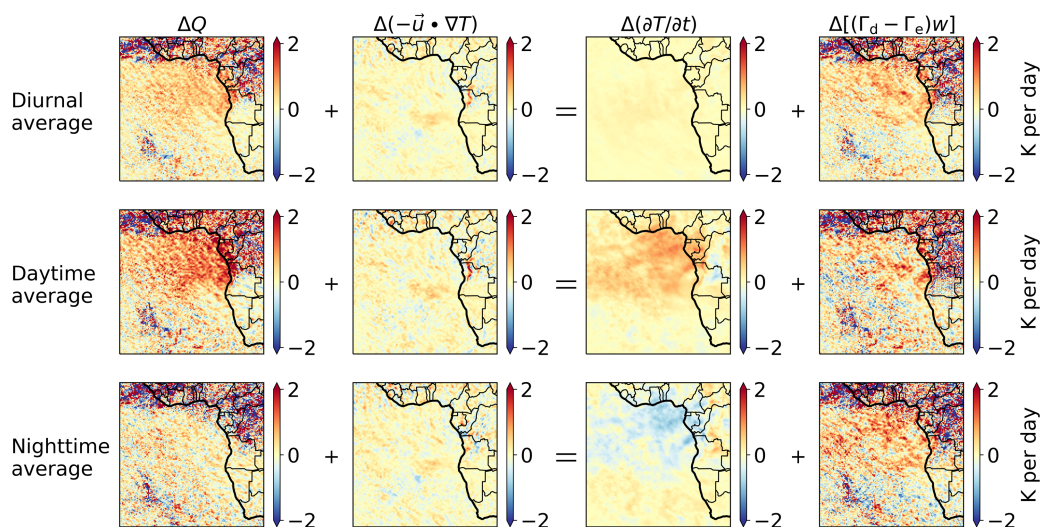 ΔQ Δ(−u⃗ • ∇T) Δ(∂T/∂t) Δ[(Γd − Γe)w]
2 2 2 2
Diurnal
average
0 + 0 = 0 + 0
K per day
−2 −2 −2 −2
2 2 2 2
Daytime
average
0 + 0 = 0 + 0
K per day
−2 −2 −2 −2
2 2 2 2
Nighttime
average
0 + 0 = 0 + 0
K per day
−2 −2 −2 −2